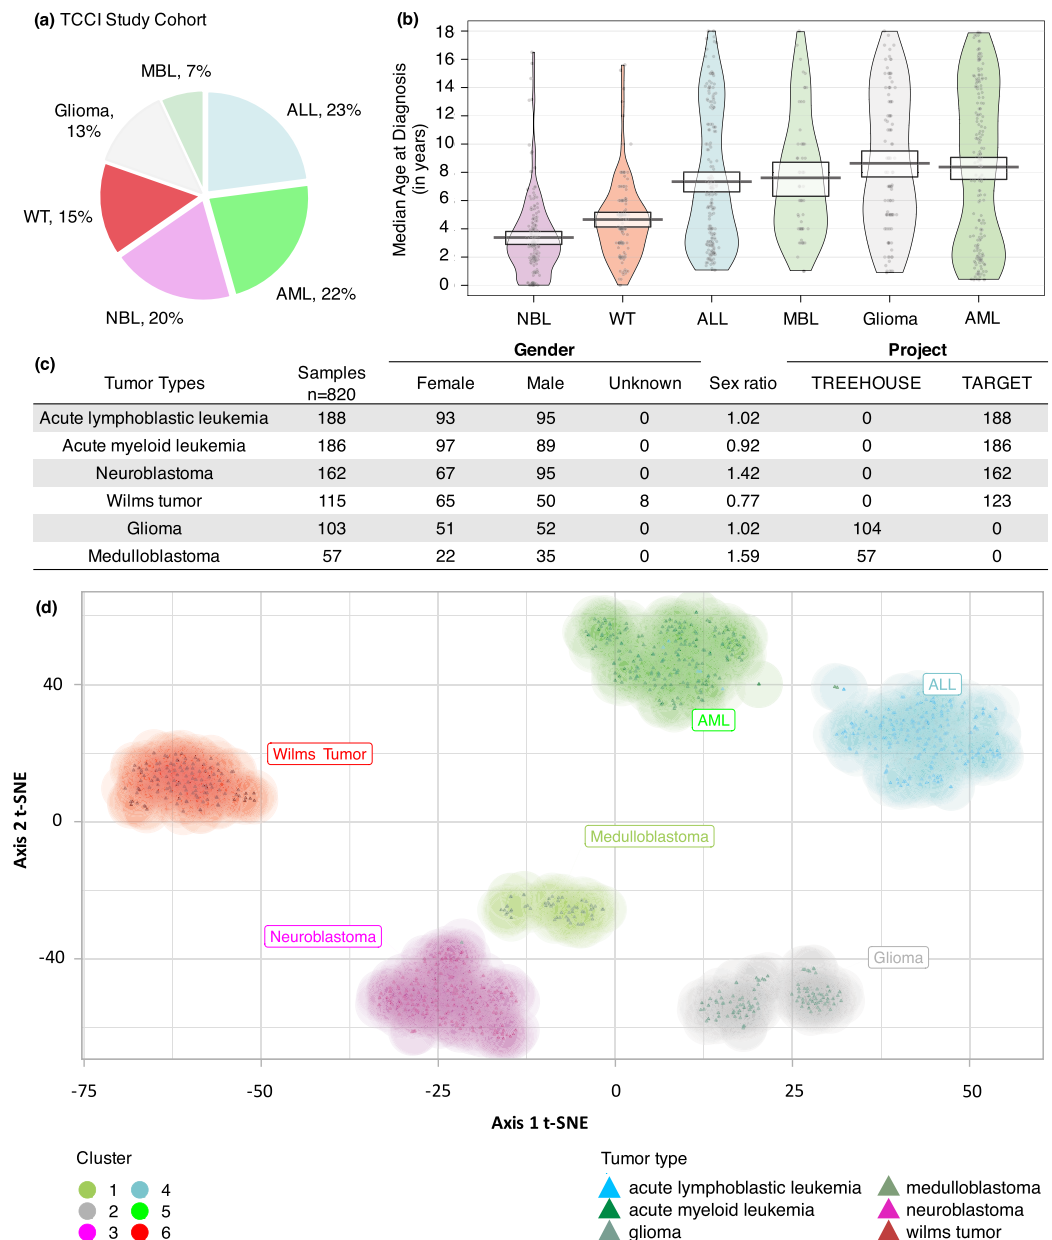 (a) TCCI Study Cohort
MBL, 7%
Glioma,
13%
ALL, 23%
WT, 15%
AML, 22%
NBL, 20%
(b)
Median Age at Diagnosis
(in years)
18
16
14
12
10
8
6
4
2
0
NBL WT ALL MBL Glioma AML
(c)
Gender Project
Tumor Types Samples n=820 Female Male Unknown Sex ratio TREEHOUSE TARGET
Acute lymphoblastic leukemia 188 93 95 0 1.02 0 188
Acute myeloid leukemia 186 97 89 0 0.92 0 186
Neuroblastoma 162 67 95 0 1.42 0 162
Wilms tumor 115 65 50 8 0.77 0 123
Glioma 103 51 52 0 1.02 104 0
Medulloblastoma 57 22 35 0 1.59 57 0
(d)
Axis 2 t-SNE
40
0
-40
ALL
AML
Wilms Tumor
Medulloblastoma
Neuroblastoma
Glioma
-75 -50 -25 0 25 50
Axis 1 t-SNE
Cluster
1 4
2 5
3 6
Tumor type
acute lymphoblastic leukemia medulloblastoma
acute myeloid leukemia neuroblastoma
glioma wilms tumor